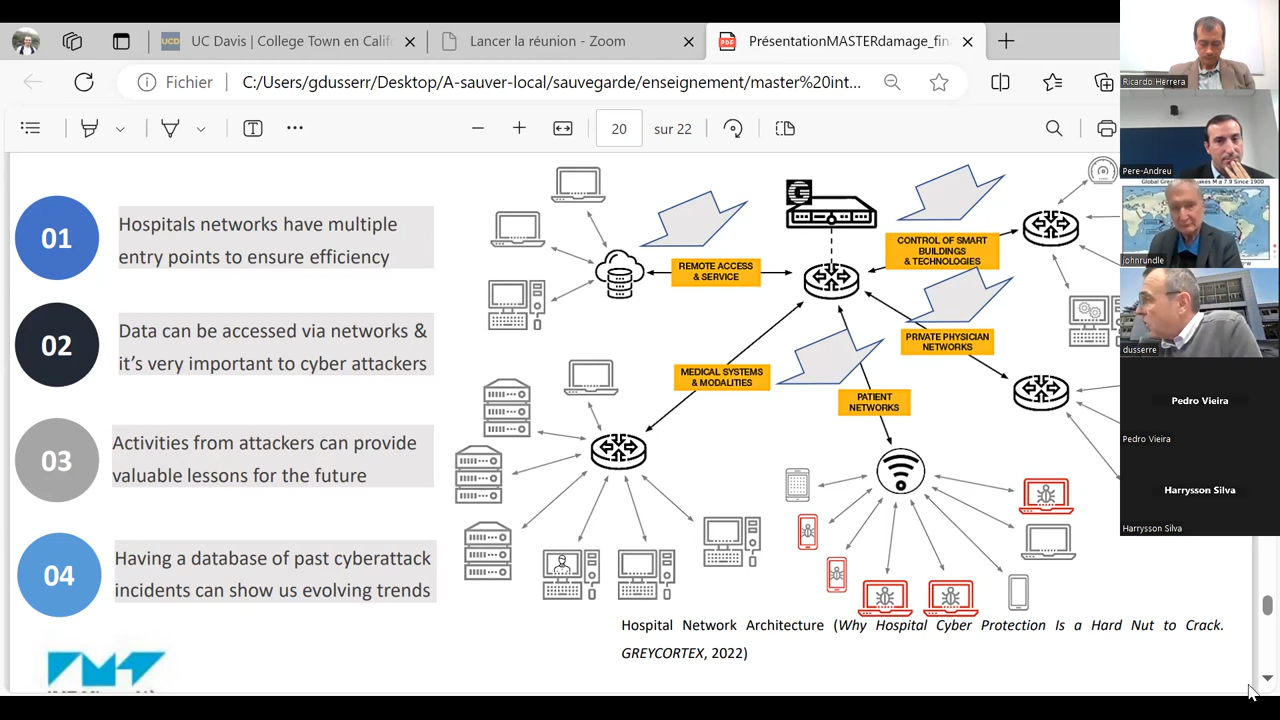 UC Davis | College Town en Calif
Lancer la réunion - Zoom
PDF
PrésentationMASTERdamage_fin
Fichier
C:/Users/gdusserr/Desktop/A-sauver-local/sauvegarde/enseignement/master%20int...
20
sur 22
01
Hospitals networks have multiple
entry points to ensure efficiency
02
Data can be accessed via networks &
it's very important to cyber attackers
03
Activities from attackers can provide
valuable lessons for the future
04
Having a database of past cyberattack
incidents can show us evolving trends
G
REMOTE ACCESS
& SERVICE
CONTROL OF SMART
BUILDINGS
& TECHNOLOGIES
PRIVATE PHYSICIAN
NETWORKS
MEDICAL SYSTEMS
& MODALITIES
PATIENT
NETWORKS
Hospital Network Architecture (Why Hospital Cyber Protection Is a Hard Nut to Crack.
GREYCORTEX, 2022)
Ricardo Herrera
Pere-Andreu
johnrundle
dusserre
Pedro Vieira
Pedro Vieira
Harrysson Silva
Harrysson Silva